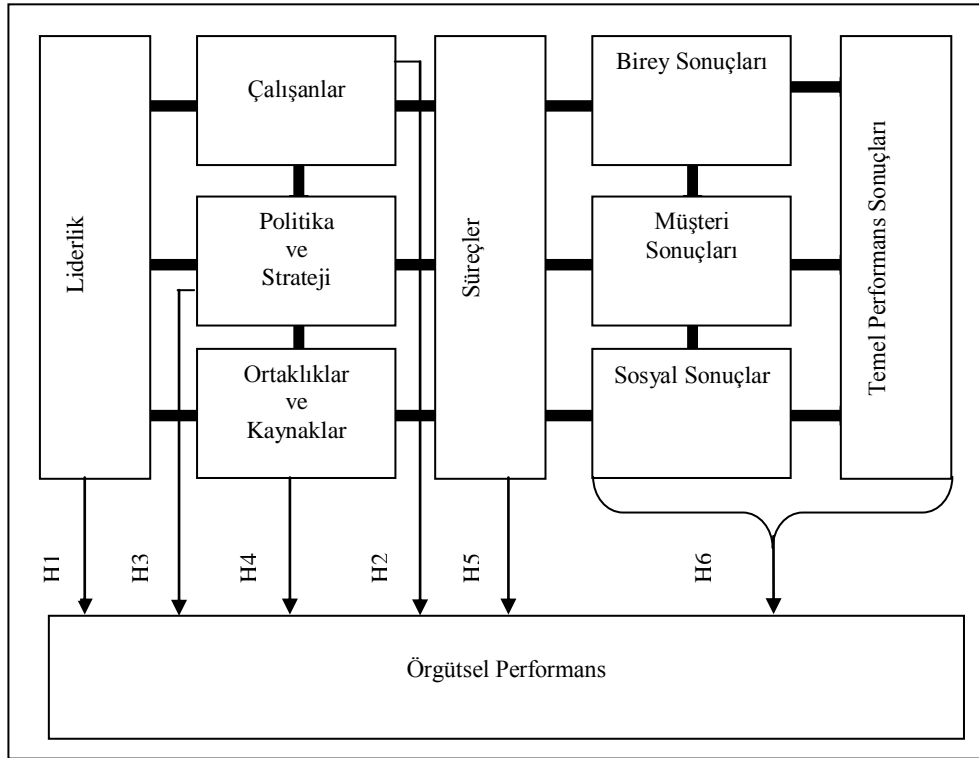 Liderlik
Çalışanlar
Politika
ve
Strateji
Ortaklıklar
ve
Kaynaklar
Süreçler
Birey Sonuçları
Müşteri
Sonuçları
Sosyal Sonuçlar
Temel Performans Sonuçları
H1
H3
H4
H2
H5
H6
Örgütsel Performans